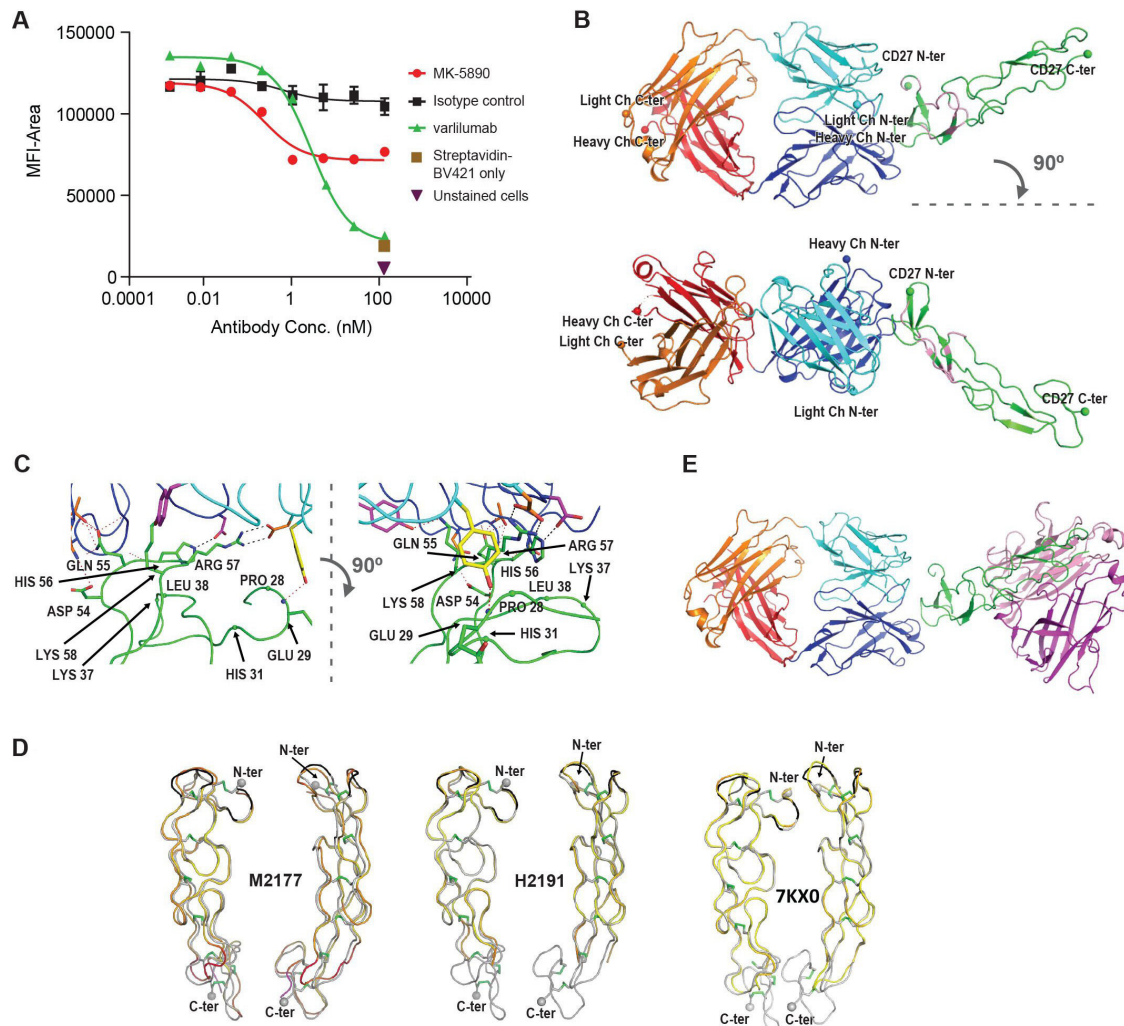 A
150000
100000
50000
0
MFI-Area
0.0001
0.01
1
100
10000
Antibody Conc. (nM)
MK-5890
Isotype control
varlilumab
Streptavidin-
BV421 only
Unstained cells
B
CD27 N-ter
CD27 C-ter
Light Ch C-ter
Heavy Ch C-ter
Light Ch N-ter
Heavy Ch N-ter
90º
Heavy Ch N-ter
CD27 N-ter
Heavy Ch C-ter
Light Ch C-ter
Light Ch N-ter
CD27 C-ter
C
GLN 55
HIS 56
ASP 54
LYS 58
LYS 37
LEU 38
ARG 57
PRO 28
HIS 31
GLU 29
90º
GLN 55
LYS 58
ASP 54
GLU 29
HIS 56
LEU 38
PRO 28
HIS 31
ARG 57
LYS 37
E
D
N-ter
N-ter
M2177
C-ter
C-ter
N-ter
N-ter
H2191
N-ter
N-ter
7KX0
C-ter
C-ter